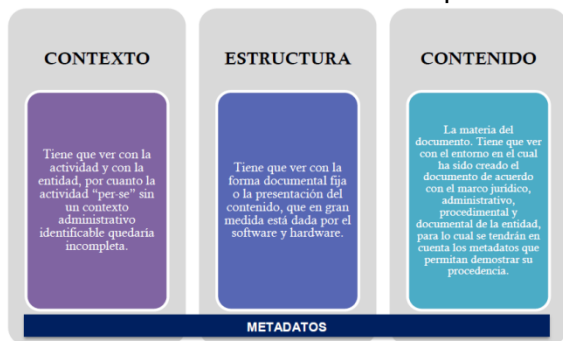 CONTEXTO
Tiene que ver con la
actividad y con la
entidad, por cuanto la
actividad “per-se” sin
un contexto
administrativo
identificable quedaria
incompleta.
ESTRUCTURA
Tiene que ver con la
forma documental fija
o la presentación del
contenido, que en gran
medida está dada por el
software y hardware.
CONTENIDO
La materia del
documento. Tiene que ver
con el entorno en el cual
ha sido creado el
documento de acuerdo
con el marco jurídico,
administrativo,
procedimental y
documental de la entidad,
para lo cual se tendrán en
cuenta los metadatos que
permitan demostrar su
procedencia.
METADATOS